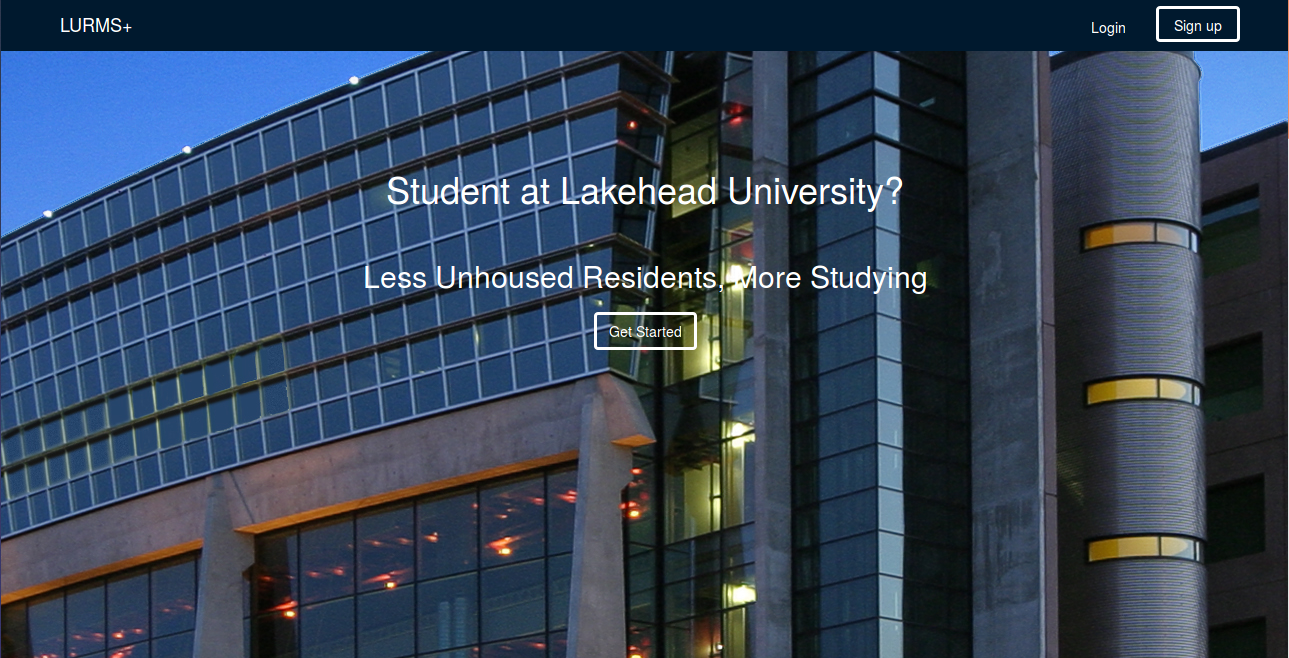 LURMS+
Login
Sign up
Student at Lakehead University?
Less Unhoused Residents, More Studying
Get Started